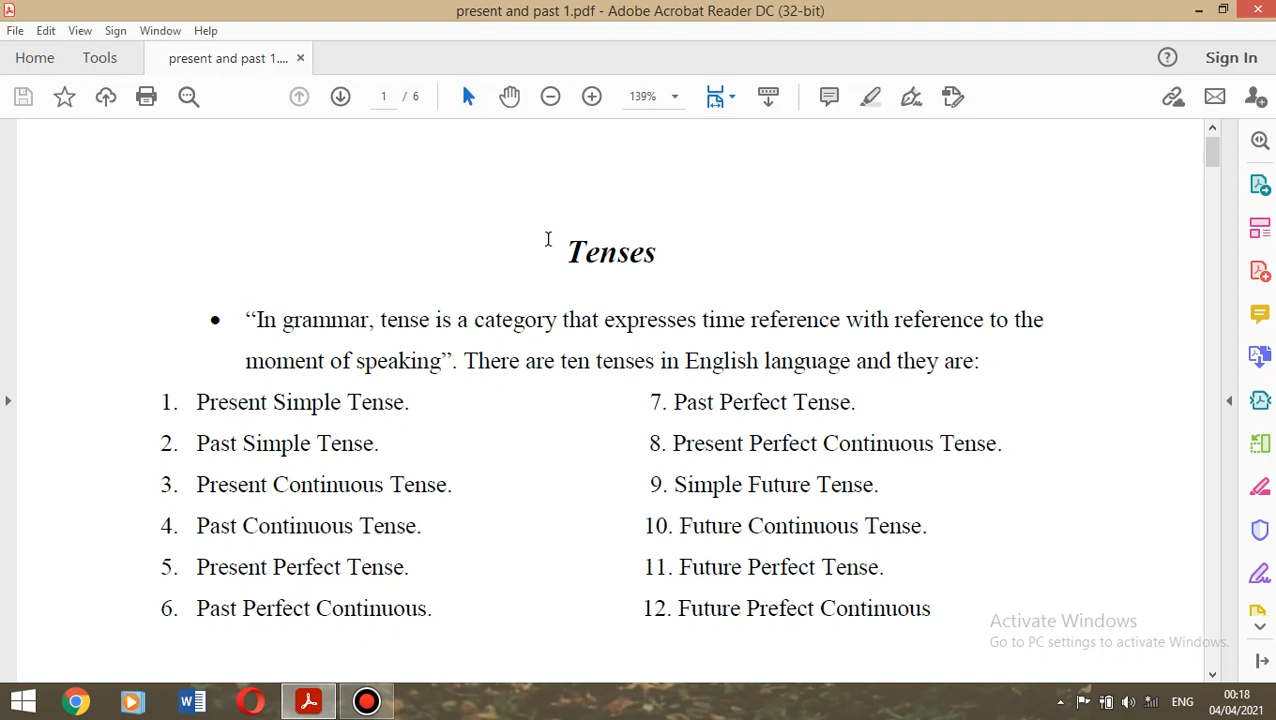 present and past 1.pdf - Adobe Acrobat Reader DC (32-bit)
File Edit View Sign Window Help
Home Tools present and past 1.... × Sign In
1 / 6 139%
Tenses
• “In grammar, tense is a category that expresses time reference with reference to the
moment of speaking”. There are ten tenses in English language and they are:
1. Present Simple Tense. 7. Past Perfect Tense.
2. Past Simple Tense. 8. Present Perfect Continuous Tense.
3. Present Continuous Tense. 9. Simple Future Tense.
4. Past Continuous Tense. 10. Future Continuous Tense.
5. Present Perfect Tense. 11. Future Perfect Tense.
6. Past Perfect Continuous. 12. Future Prefect Continuous
Activate Windows
Go to PC settings to activate Windows.
ENG 00:18
04/04/2021